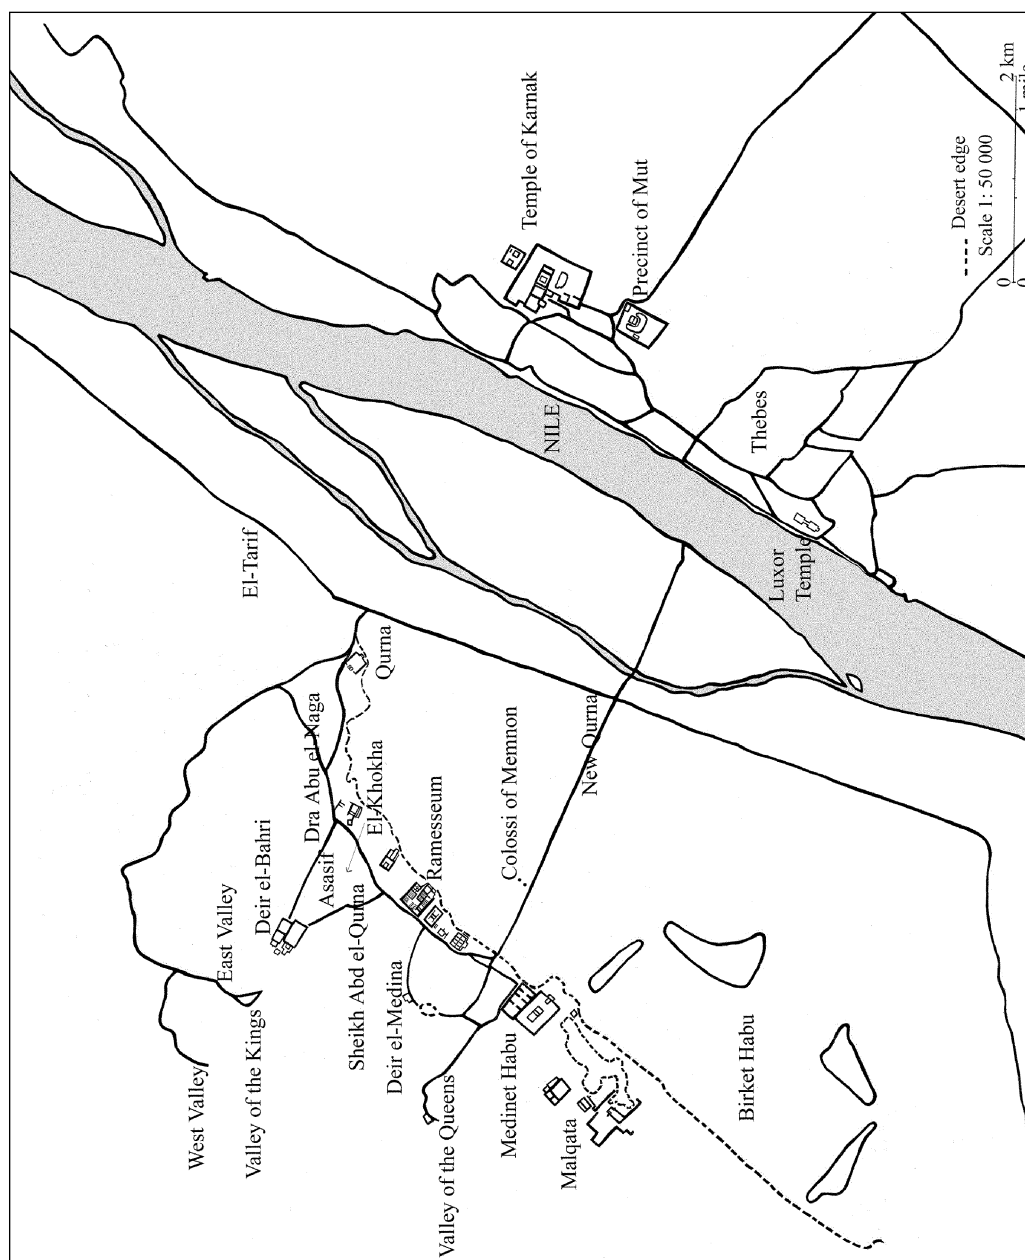 West Valley
East Valley
El-Tarif
Valley of the Kings
Deir el-Bahri
Dra Abu el-Naga
Asasif
Sheikh Abd el-Qurna
El-Khokha
Qurna
Deir el-Medina
Ramesseum
Valley of the Queens
Medinet Habu
Colossi of Memnon
Temple of Karnak
NILE
Malqata
New Qurna
Precinct of Mut
Birket Habu
Thebes
Luxor
Temple
Desert edge
Scale 1: 50 000
0 2 km
0 1 mile